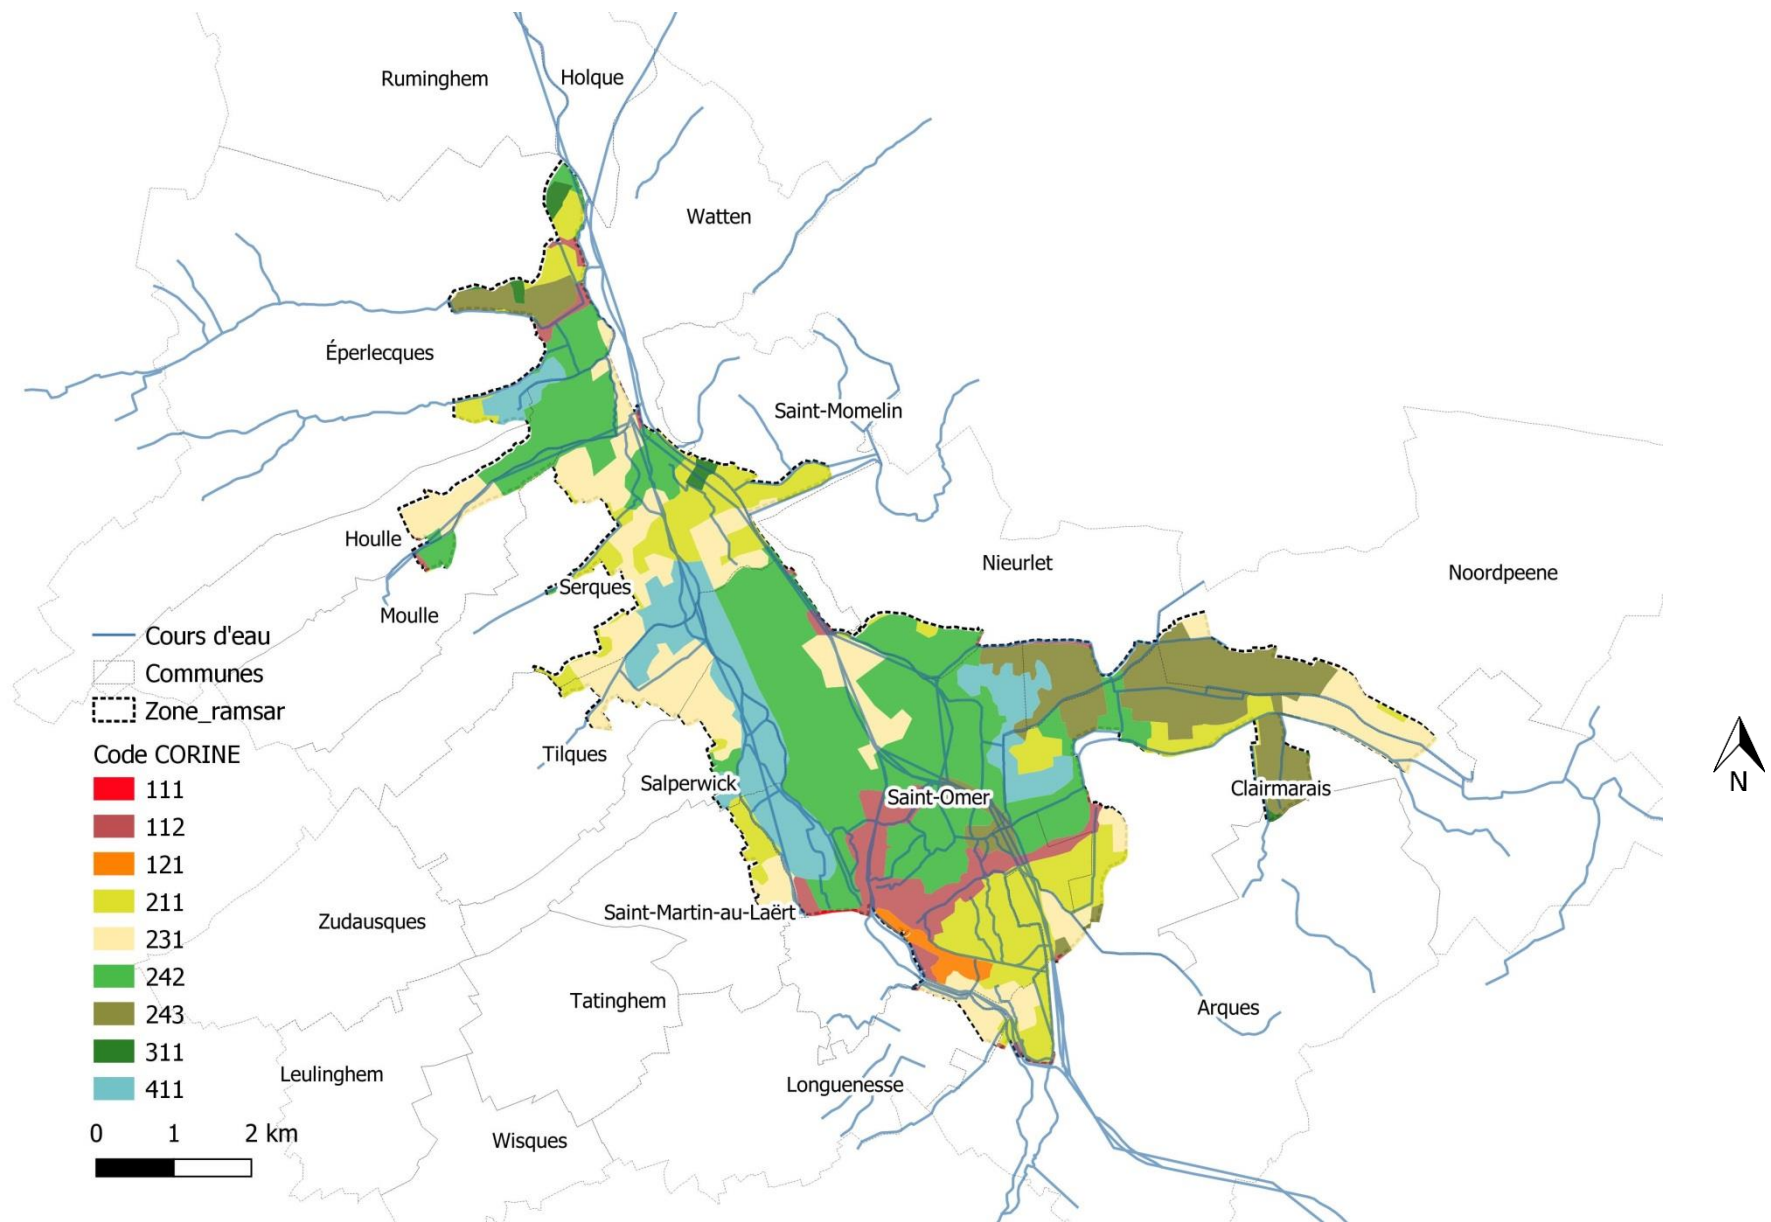 Ruminghem
Holque
Watten
Éperlecques
Saint-Momelin
Houlle
Nieurlet
Noordpeene
Serques
Moulle
Cours d'eau
Communes
Zone_ramsar
Tilques
Salperwick
Saint-Omer
Clairmarais
Code CORINE
111
112
121
211
231
242
243
311
411
Saint-Martin-au-Laërt
Zudausques
Tatinghem
Arques
Leulinghem
Longuenesse
Wisques
0 1 2 km
N